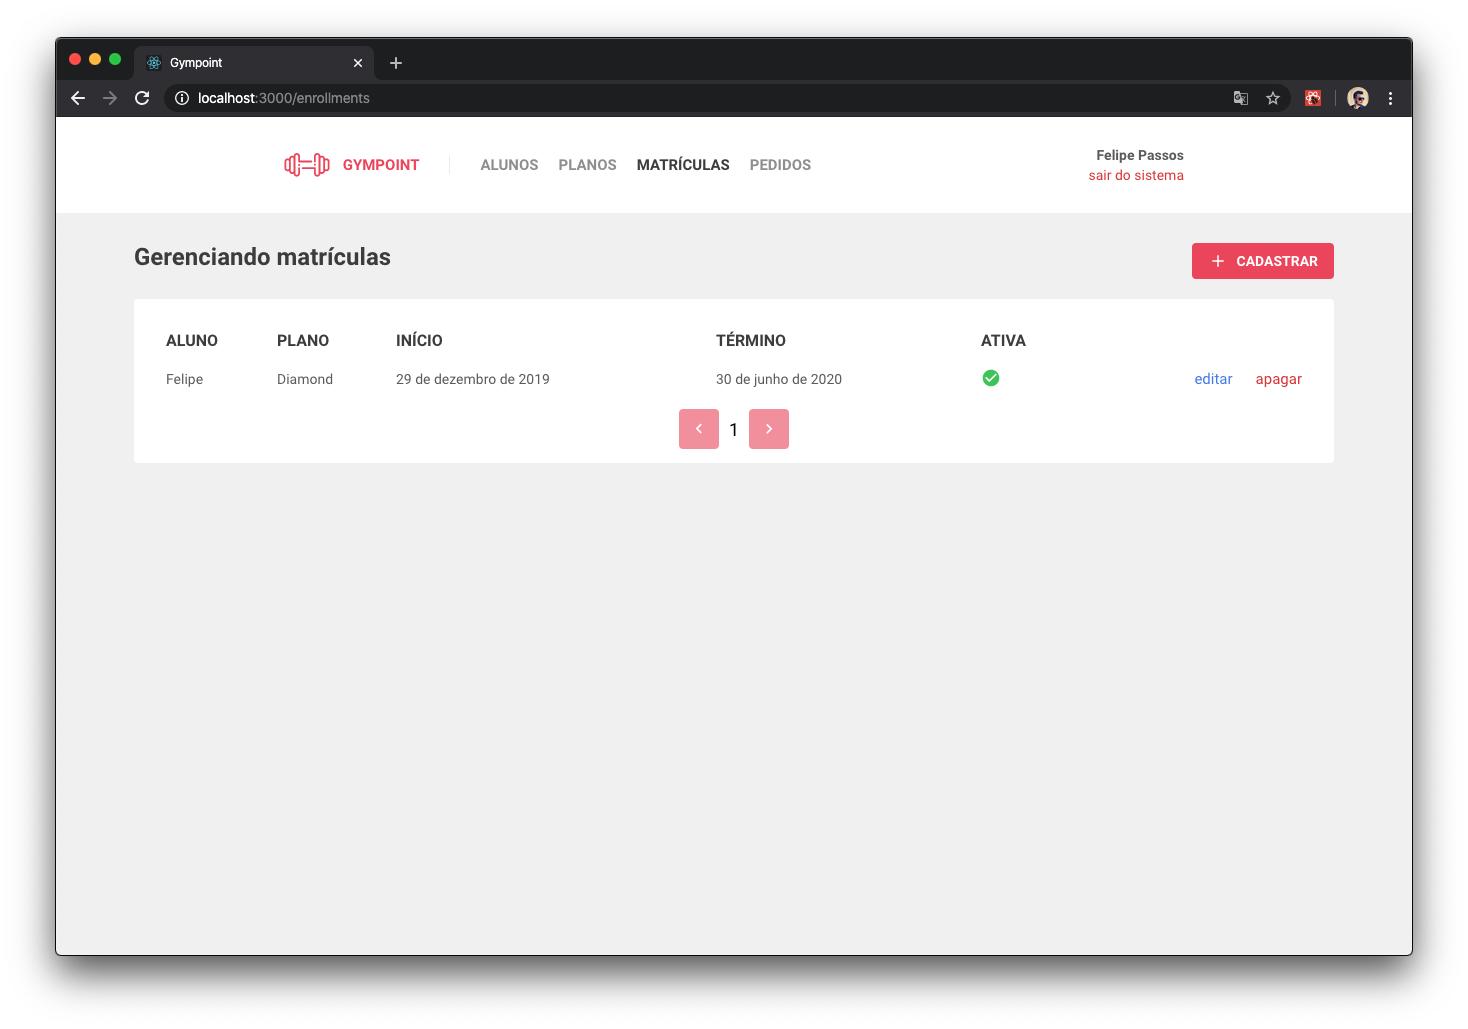 Gympoint
localhost:3000/enrollments
GYMPOINT ALUNOS PLANOS MATRÍCULAS PEDIDOS
Felipe Passos
sair do sistema
Gerenciando matrículas
CADASTRAR
ALUNO PLANO INÍCIO TÉRMINO ATIVA
Felipe Diamond 29 de dezembro de 2019 30 de junho de 2020 editar apagar
1